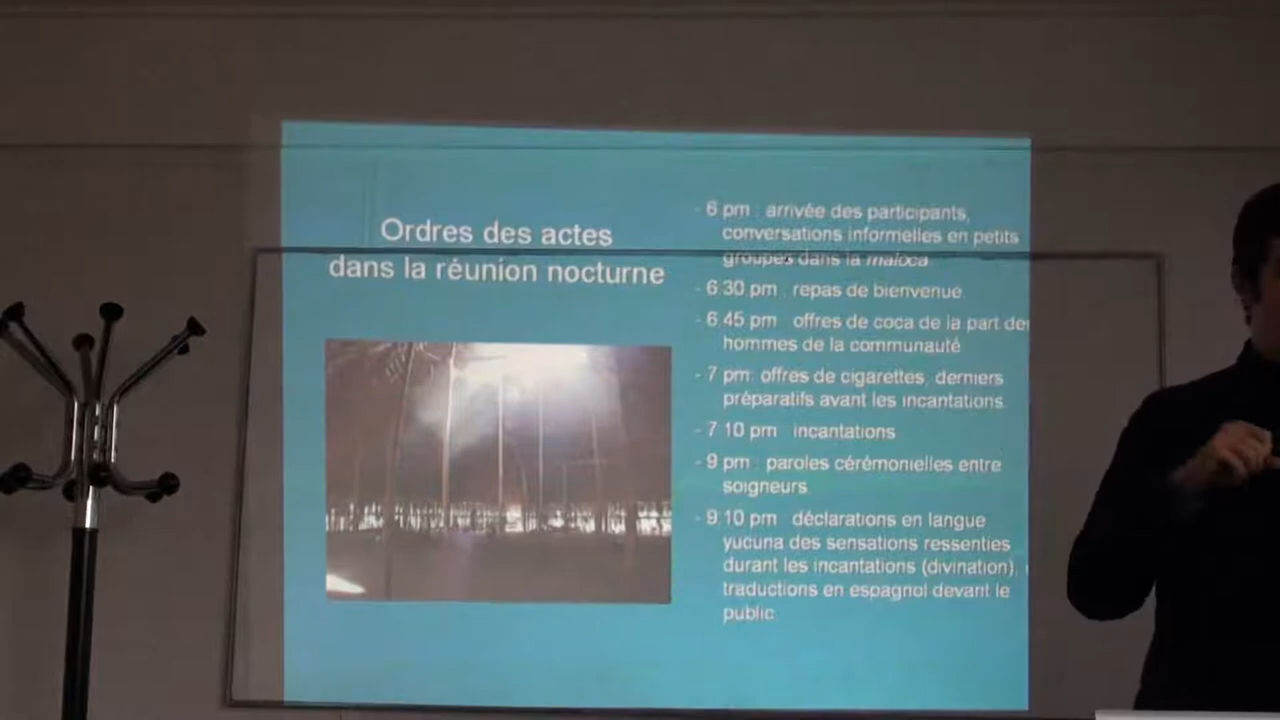 Ordres des actes
dans la réunion nocturne
- 6 pm : arrivée des participants,
conversations informelles en petits
groupes dans la maloca
- 6 30 pm : repas de bienvenue
- 6 45 pm : offres de coca de la part des
hommes de la communauté
- 7 pm: offres de cigarettes, derniers
préparatifs avant les incantations.
- 7 10 pm : incantations
- 9 pm : paroles cérémonielles entre
soigneurs
- 9 10 pm : déclarations en langue
yucuna des sensations ressenties
durant les incantations (divination),
traductions en espagnol devant le
public